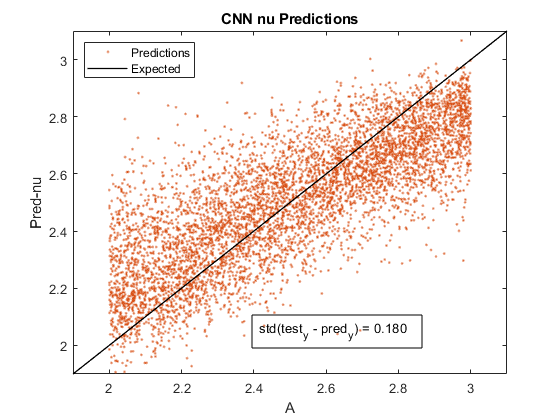 CNN nu Predictions
Predictions
Expected
3
2.8
2.6
2.4
2.2
2
Pred-nu
std(test_y - pred_y) = 0.180
2 2.2 2.4 2.6 2.8 3
A